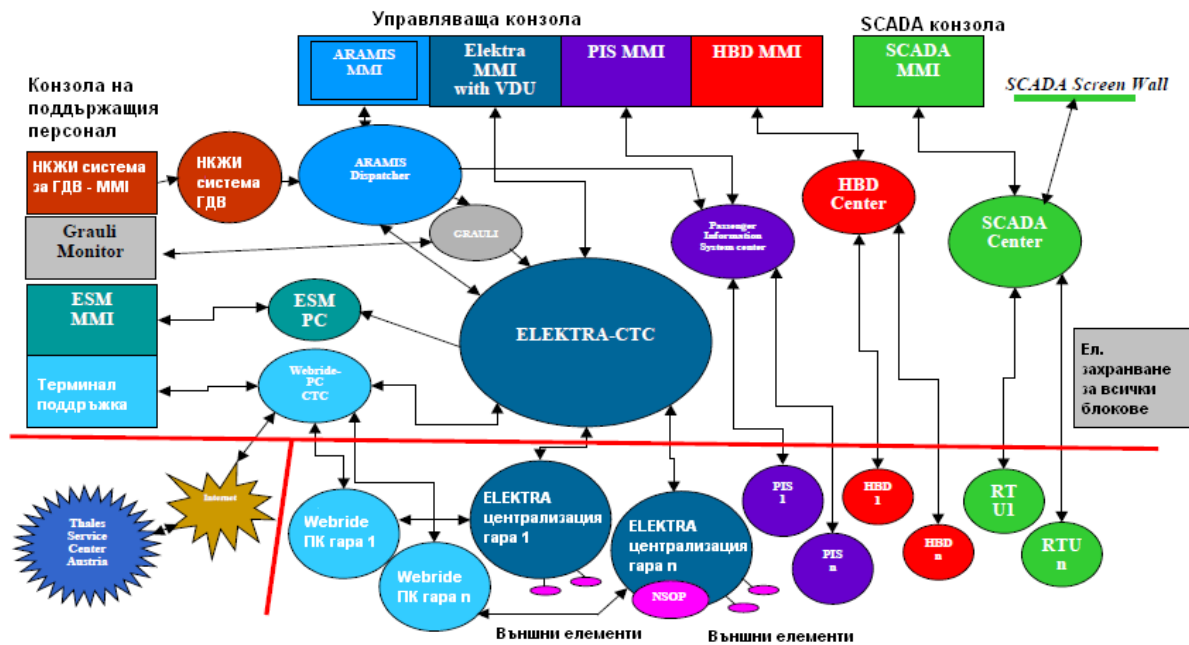 Управляваща конзола
SCADA конзола
ARAMIS
MMI
Elektra
MMI
with VDU
PIS MMI
HBD MMI
SCADA
MMI
SCADA Screen Wall
Конзола на
поддържащия
персонал
НКЖИ система
за ГДВ - MMI
НКЖИ
система
ГДВ
ARAMIS
Dispatcher
HBD
Center
Grauli
Monitor
GRAULI
Passenger
Information
System center
SCADA
Center
ESM
MMI
ESM
PC
ELEKTRA-CTC
Ел.
захранване
за всички
блокове
Терминал
поддръжка
Webride-
PC
CTC
Internet
Thales
Service
Center
Austria
Webride
ПК гара 1
ELEKTRA
централизация
гара 1
ELEKTRA
централизация
гара n
PIS
1
HBD
1
RT
U1
Webride
ПК гара n
NSOP
PIS
n
HBD
n
RTU
n
Външни елементи
Външни елементи